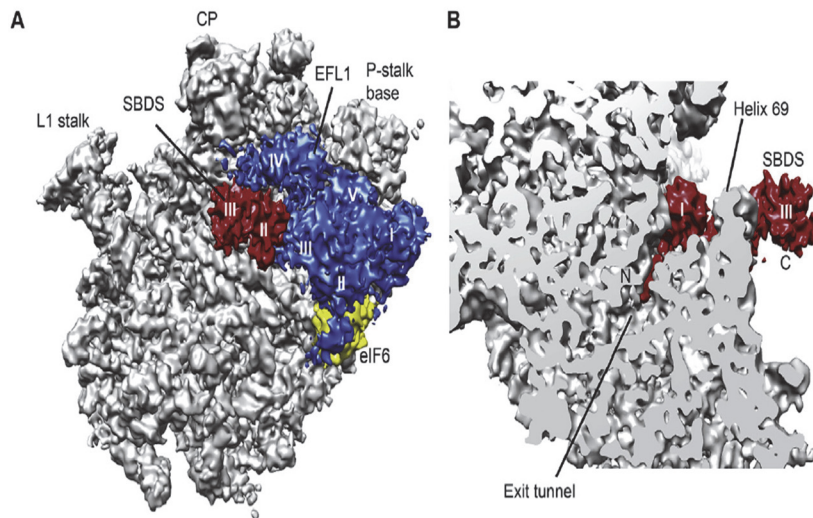 A
CP
EFL1
P-stalk
base
SBDS
L1 stalk
IV
V
III
II
III
I
II
eIF6
B
Helix 69
SBDS
I
III
N
C
Exit tunnel